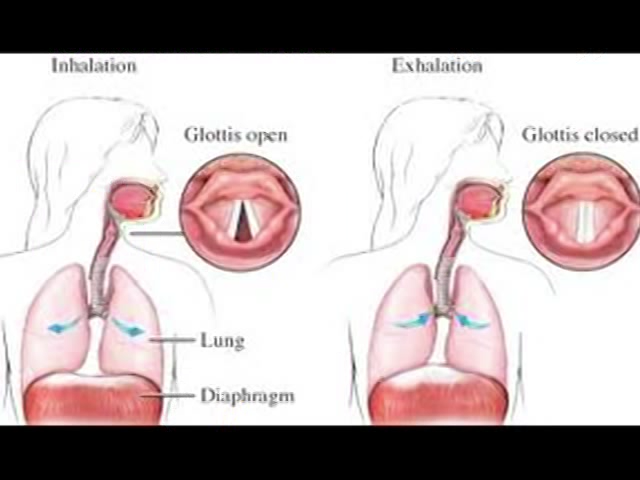 Inhalation
Exhalation
Glottis open
Glottis closed
Lung
Diaphragm